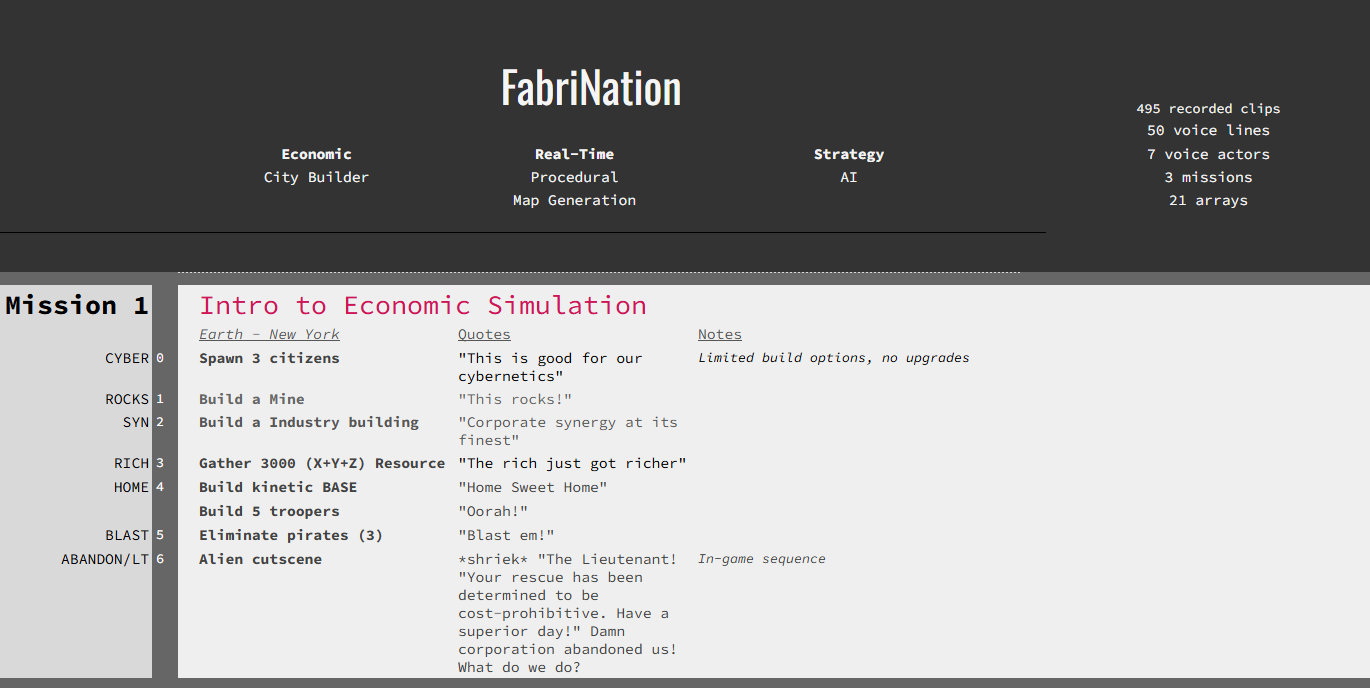 FabriNation
495 recorded clips
50 voice lines
7 voice actors
3 missions
21 arrays
Economic Real-Time Strategy
City Builder Procedural AI
Map Generation
Mission 1 Intro to Economic Simulation
Earth - New York Quotes Notes
CYBER 0 Spawn 3 citizens "This is good for our Limited build options, no upgrades
cybernetics"
ROCKS 1 Build a Mine "This rocks!"
SYN 2 Build a Industry building "Corporate synergy at its
finest"
RICH 3 Gather 3000 (X+Y+Z) Resource "The rich just got richer"
HOME 4 Build kinetic BASE "Home Sweet Home"
Build 5 troopers "Oorah!"
BLAST 5 Eliminate pirates (3) "Blast em!"
ABANDON/LT 6 Alien cutscene *shriek* "The Lieutenant! In-game sequence
"Your rescue has been
determined to be
cost-prohibitive. Have a
superior day!" Damn
corporation abandoned us!
What do we do?